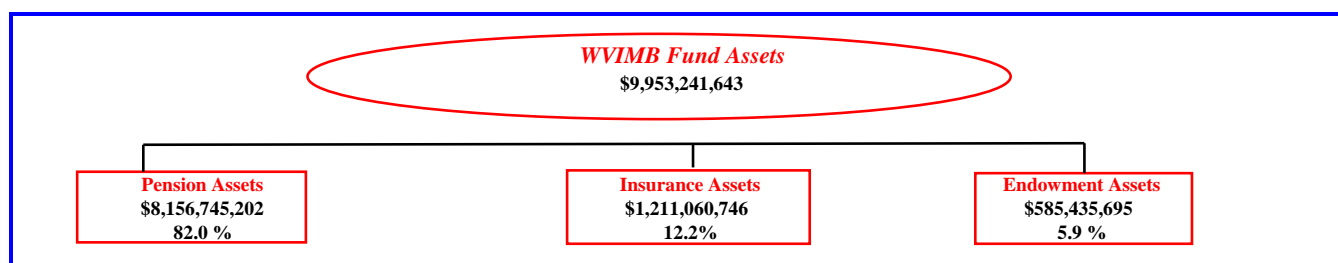 WVIMB Fund Assets
$9,953,241,643
Pension Assets
$8,156,745,202
82.0 %
Insurance Assets
$1,211,060,746
12.2%
Endowment Assets
$585,435,695
5.9 %